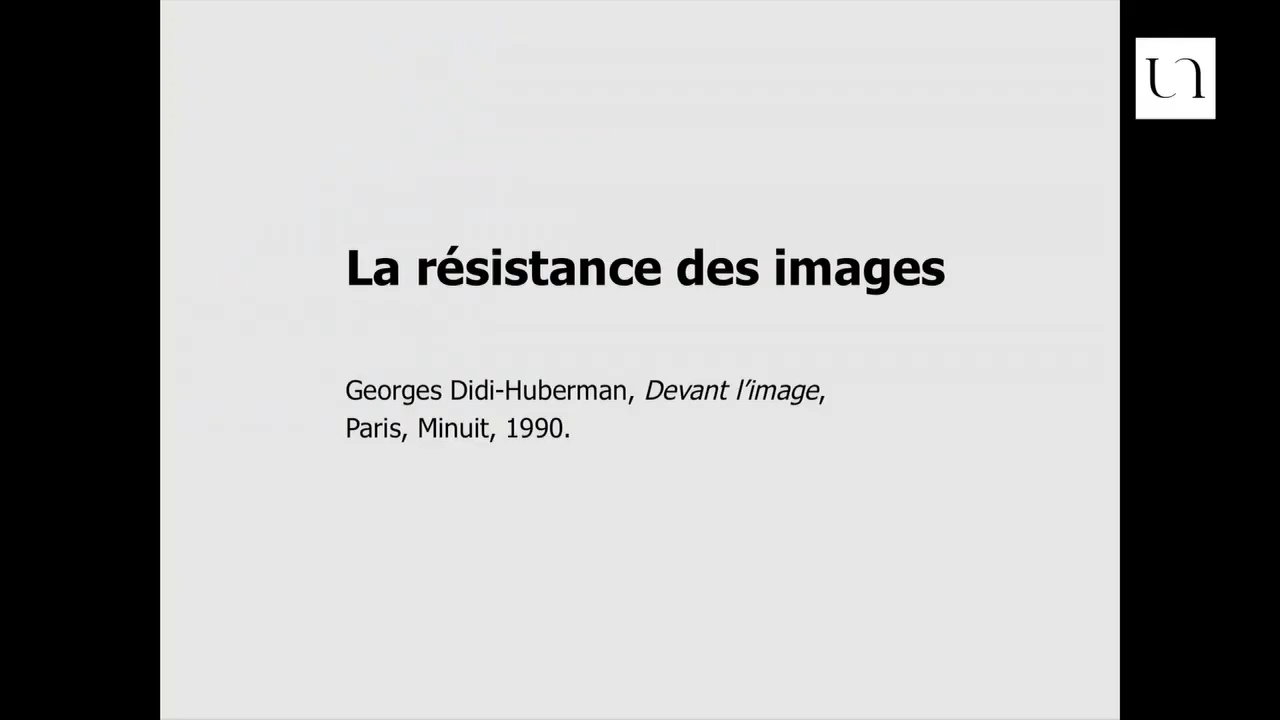 La résistance des images
Georges Didi-Huberman, Devant l’image,
Paris, Minuit, 1990.